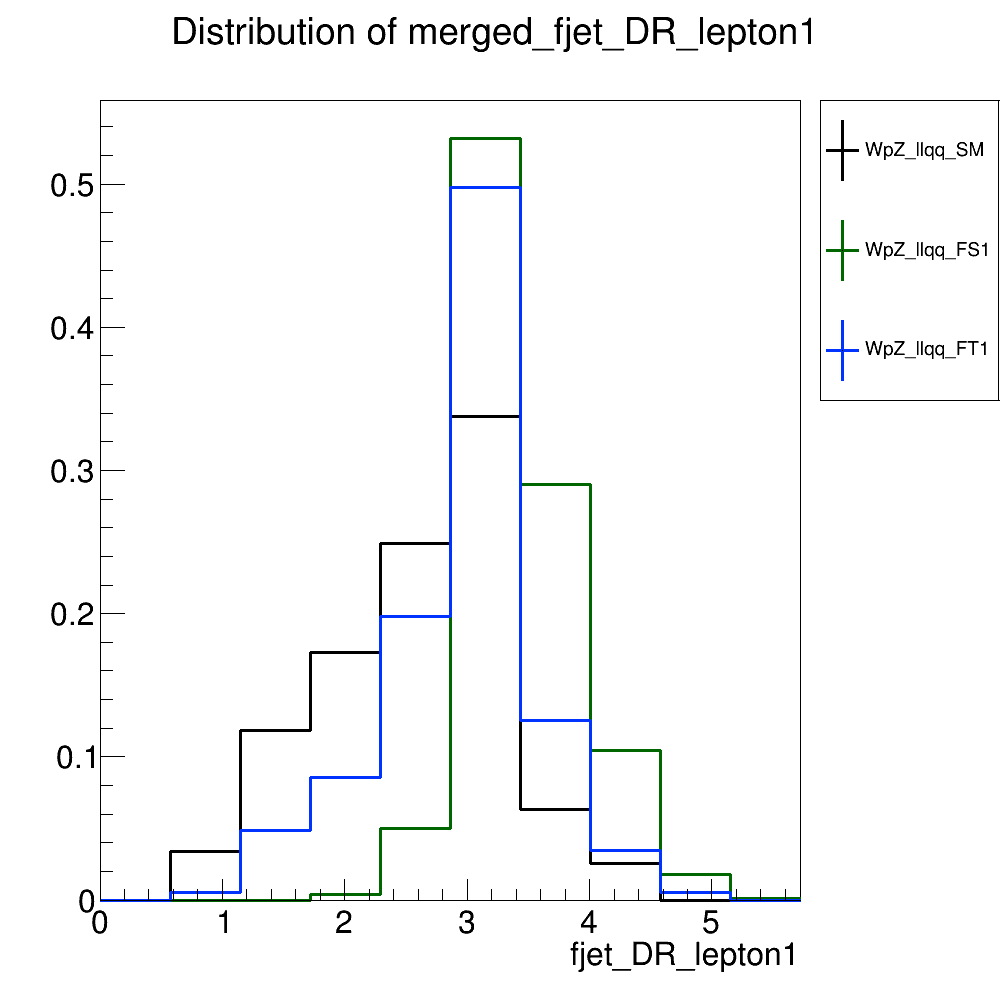 Distribution of merged_fjet_DR_lepton1
WpZ_llqq_SM
WpZ_llqq_FS1
WpZ_llqq_FT1
0.5
0.4
0.3
0.2
0.1
0
0 1 2 3 4 5
fjet_DR_lepton1